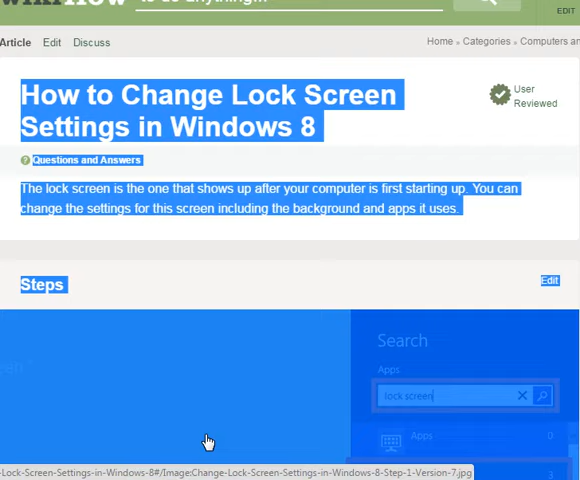 wikiHow to do anything...
EDIT
Article Edit Discuss
Home » Categories » Computers an
How to Change Lock Screen
Settings in Windows 8
User
Reviewed
? Questions and Answers
The lock screen is the one that shows up after your computer is first starting up. You can
change the settings for this screen including the background and apps it uses.
Steps
Edit
Search
Apps
lock screen
Apps 0
3
-Lock-Screen-Settings-in-Windows-8#/Image:Change-Lock-Screen-Settings-in-Windows-8-Step-1-Version-7.jpg